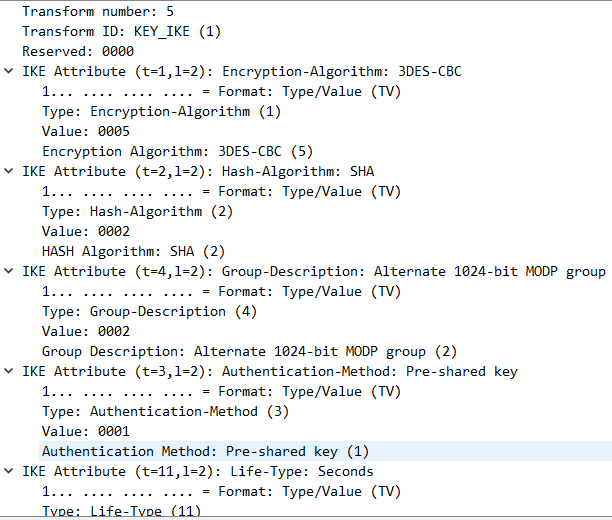 Transform number: 5
Transform ID: KEY_IKE (1)
Reserved: 0000
IKE Attribute (t=1,l=2): Encryption-Algorithm: 3DES-CBC
1... .... .... .... = Format: Type/Value (TV)
Type: Encryption-Algorithm (1)
Value: 0005
Encryption Algorithm: 3DES-CBC (5)
IKE Attribute (t=2,l=2): Hash-Algorithm: SHA
1... .... .... .... = Format: Type/Value (TV)
Type: Hash-Algorithm (2)
Value: 0002
HASH Algorithm: SHA (2)
IKE Attribute (t=4,l=2): Group-Description: Alternate 1024-bit MODP group
1... .... .... .... = Format: Type/Value (TV)
Type: Group-Description (4)
Value: 0002
Group Description: Alternate 1024-bit MODP group (2)
IKE Attribute (t=3,l=2): Authentication-Method: Pre-shared key
1... .... .... .... = Format: Type/Value (TV)
Type: Authentication-Method (3)
Value: 0001
Authentication Method: Pre-shared key (1)
IKE Attribute (t=11,l=2): Life-Type: Seconds
1... .... .... .... = Format: Type/Value (TV)
Type: Life-Type (11)